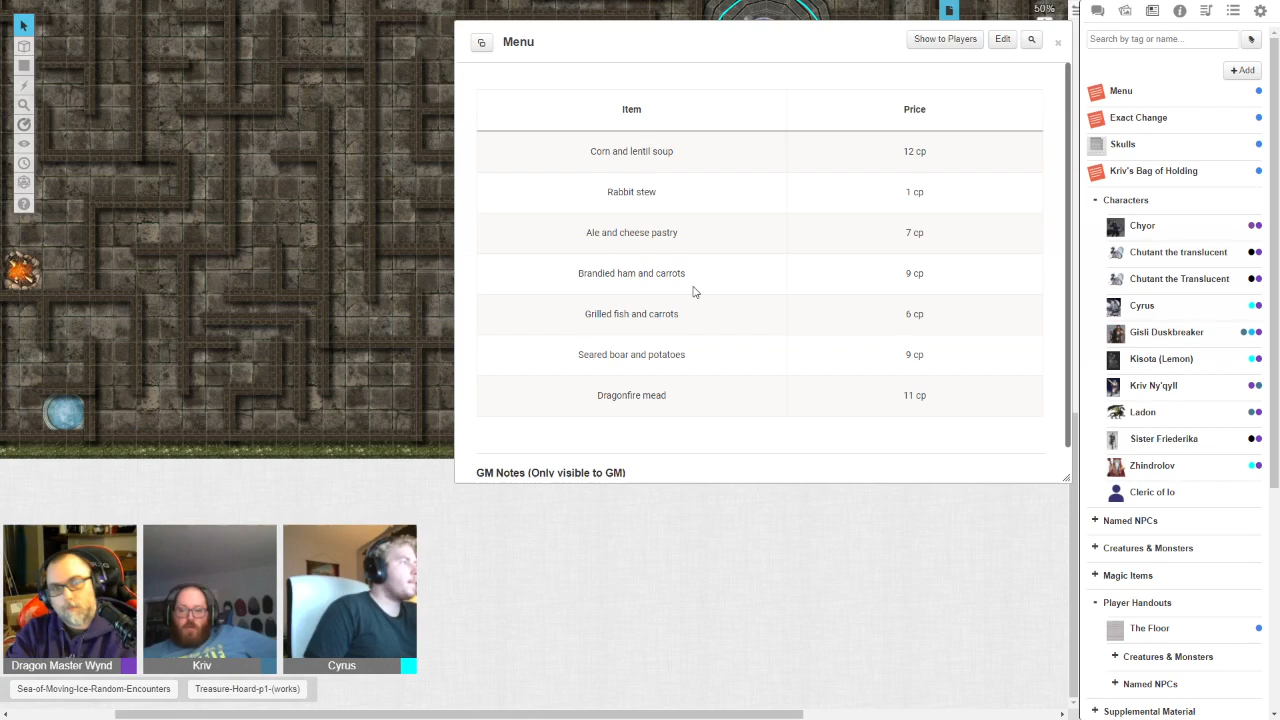 50%
Menu
Show to Players
Edit
Item Price
Corn and lentil soup 12 cp
Rabbit stew 1 cp
Ale and cheese pastry 7 cp
Brandied ham and carrots 9 cp
Grilled fish and carrots 6 cp
Seared boar and potatoes 9 cp
Dragonfire mead 11 cp
GM Notes (Only visible to GM)
Dragon Master Wynd
Kriv
Cyrus
Sea-of-Moving-Ice-Random-Encounters
Treasure-Hoard-p1-(works)
Search by tag or name...
+ Add
Menu
Exact Change
Skulls
Kriv's Bag of Holding
- Characters
Chyor
Chutant the translucent
Chutant the Translucent
Cyrus
Gisli Duskbreaker
Kisota (Lemon)
Kriv Ny'qyll
Ladon
Sister Friederika
Zhindrolov
Cleric of Io
+ Named NPCs
+ Creatures & Monsters
+ Magic Items
- Player Handouts
The Floor
+ Creatures & Monsters
+ Named NPCs
+ Supplemental Material